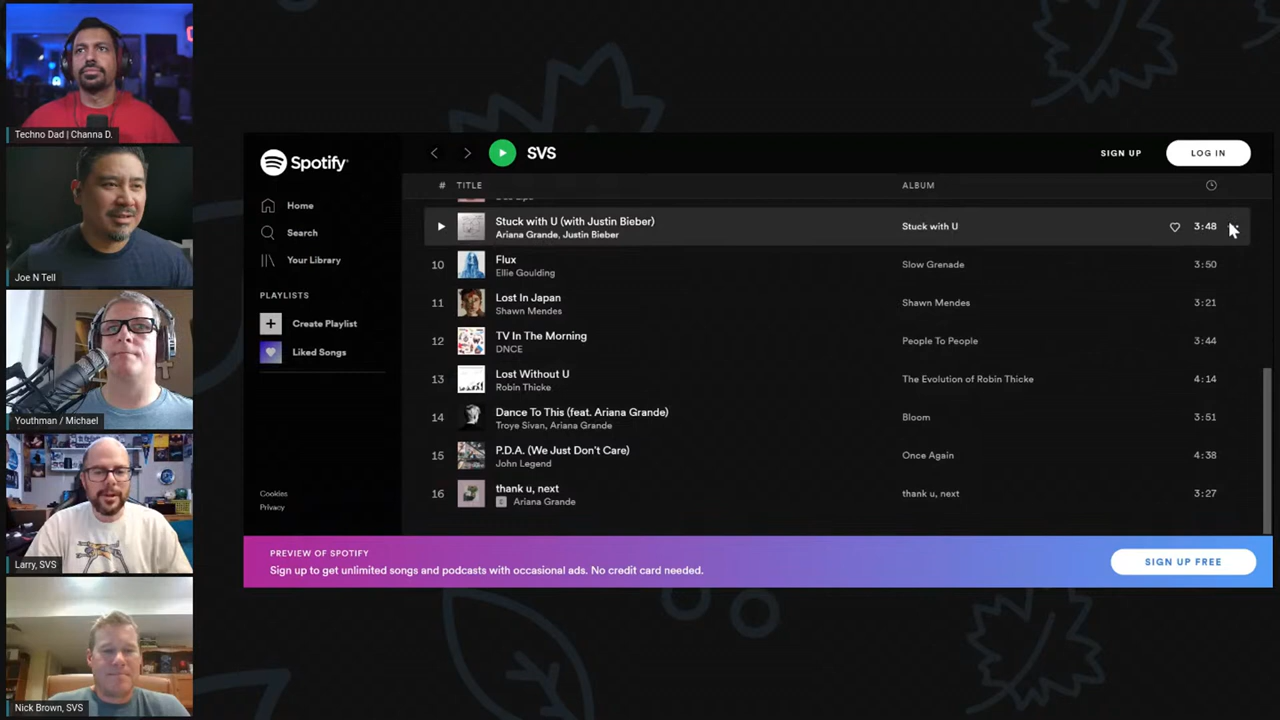 Techno Dad | Channa D.
Joe N Tell
Youthman / Michael
Larry, SVS
Nick Brown, SVS
Spotify
Home
Search
Your Library
PLAYLISTS
Create Playlist
Liked Songs
Cookies
Privacy
SVS
SIGN UP
LOG IN
# TITLE ALBUM
Stuck with U (with Justin Bieber) Stuck with U 3:48
Ariana Grande, Justin Bieber
10 Flux Slow Grenade 3:50
Ellie Goulding
11 Lost In Japan Shawn Mendes 3:21
Shawn Mendes
12 TV In The Morning People To People 3:44
DNCE
13 Lost Without U The Evolution of Robin Thicke 4:14
Robin Thicke
14 Dance To This (feat. Ariana Grande) Bloom 3:51
Troye Sivan, Ariana Grande
15 P.D.A. (We Just Don't Care) Once Again 4:38
John Legend
16 thank u, next thank u, next 3:27
E Ariana Grande
PREVIEW OF SPOTIFY
Sign up to get unlimited songs and podcasts with occasional ads. No credit card needed.
SIGN UP FREE